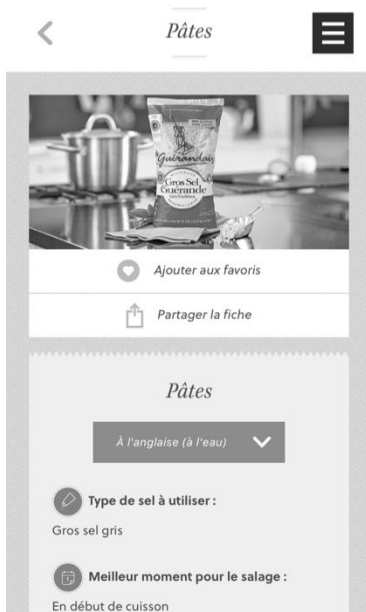 Pâtes
Guérandais
Gros Sel
Guérande
Ajouter aux favoris
Partager la fiche
Pâtes
À l'anglaise (à l'eau)
Type de sel à utiliser :
Gros sel gris
Meilleur moment pour le salage :
En début de cuisson